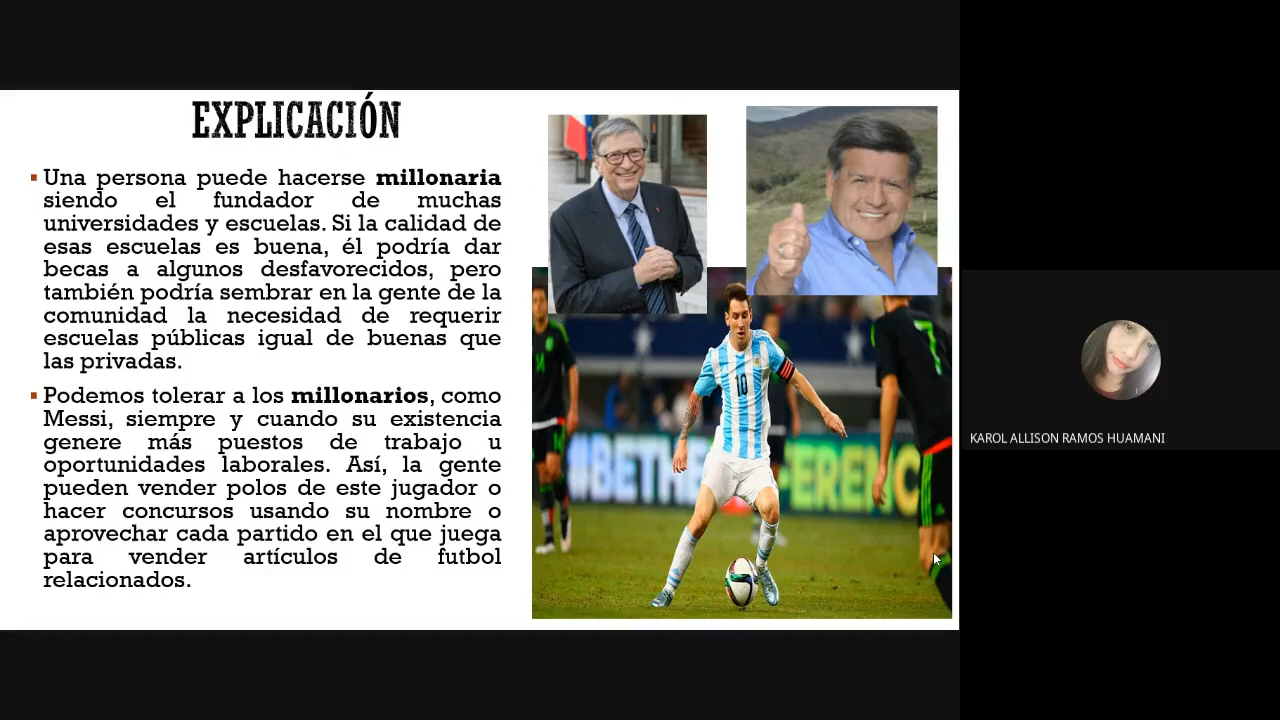 EXPLICACIÓN
Una persona puede hacerse millonaria
siendo el fundador de muchas
universidades y escuelas. Si la calidad de
esas escuelas es buena, él podría dar
becas a algunos desfavorecidos, pero
también podría sembrar en la gente de la
comunidad la necesidad de requerir
escuelas públicas igual de buenas que
las privadas.
Podemos tolerar a los millonarios, como
Messi, siempre y cuando su existencia
genere más puestos de trabajo u
oportunidades laborales. Así, la gente
pueden vender polos de este jugador o
hacer concursos usando su nombre o
aprovechar cada partido en el que juega
para vender artículos de futbol
relacionados.
10
7
14
#BETHE
FERENC
KAROL ALLISON RAMOS HUAMANI